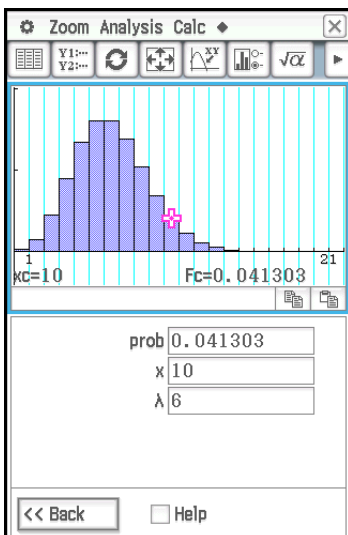 Zoom Analysis Calc
Y1:···
Y2:···
XY
√α
1
21
xc=10 Fc=0.041303
prob 0.041303
x 10
λ 6
<< Back Help